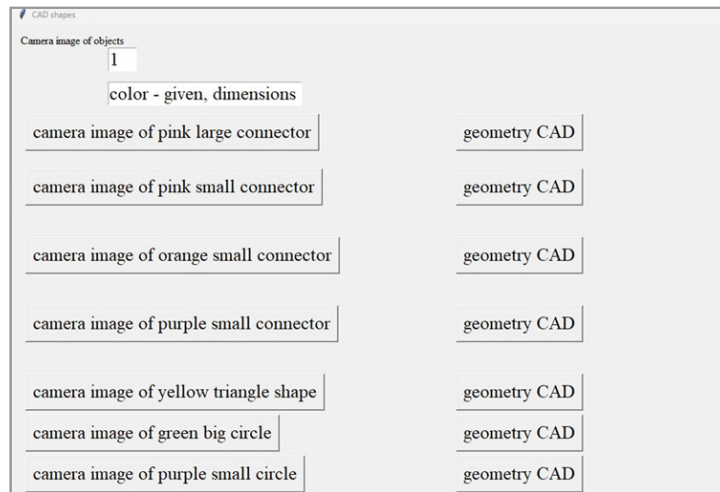 CAD shapes
Camera image of objects
1
color - given, dimensions
camera image of pink large connector geometry CAD
camera image of pink small connector geometry CAD
camera image of orange small connector geometry CAD
camera image of purple small connector geometry CAD
camera image of yellow triangle shape geometry CAD
camera image of green big circle geometry CAD
camera image of purple small circle geometry CAD